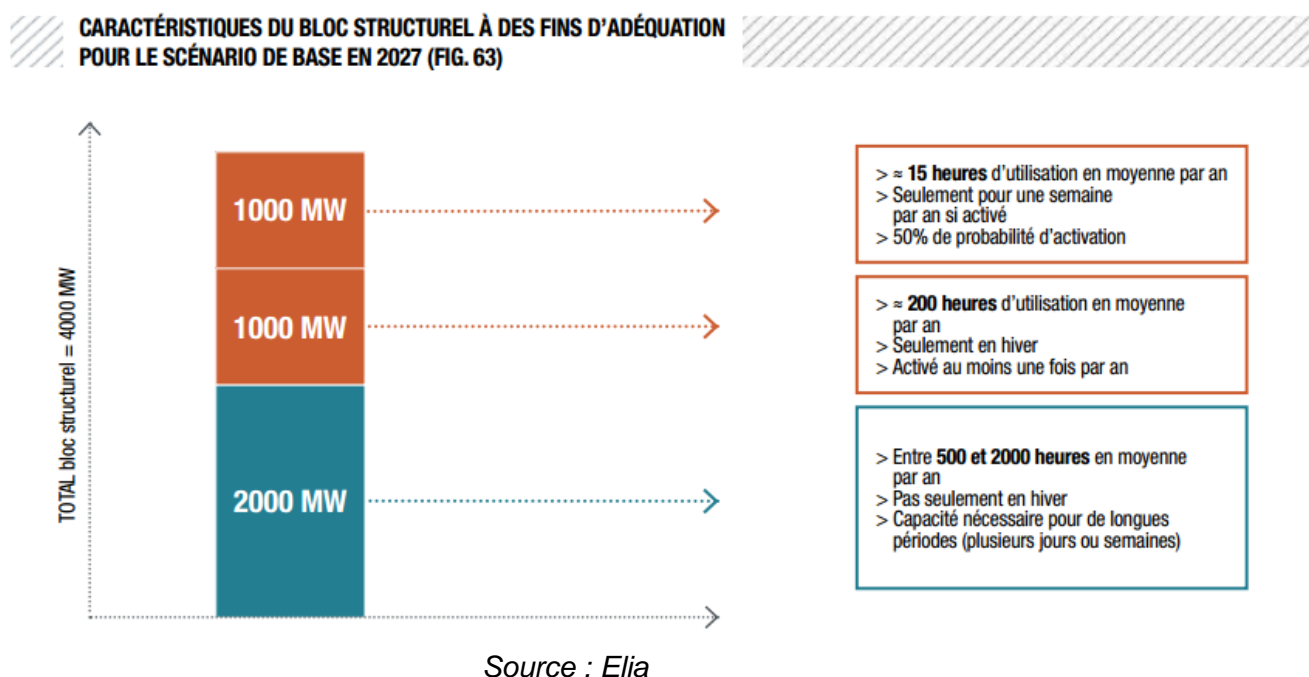 CARACTÉRISTIQUES DU BLOC STRUCTUREL À DES FINS D'ADÉQUATION
POUR LE SCÉNARIO DE BASE EN 2027 (FIG. 63)
TOTAL bloc structurel = 4000 MW
1000 MW
> ≈ 15 heures d'utilisation en moyenne par an
> Seulement pour une semaine
par an si activé
> 50% de probabilité d'activation
1000 MW
> ≈ 200 heures d'utilisation en moyenne
par an
> Seulement en hiver
> Activé au moins une fois par an
2000 MW
> Entre 500 et 2000 heures en moyenne
par an
> Pas seulement en hiver
> Capacité nécessaire pour de longues
périodes (plusieurs jours ou semaines)
Source : Elia